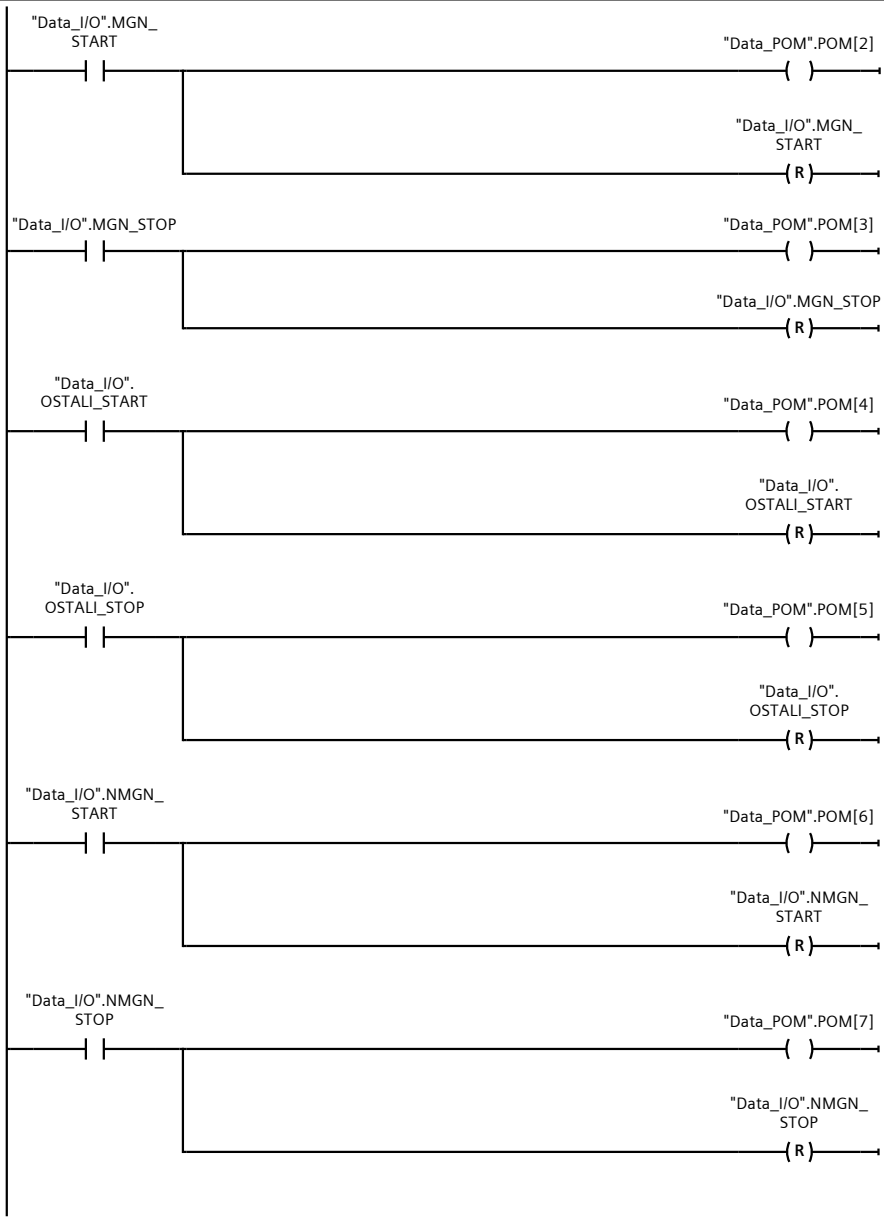 "Data_I/O".MGN_
START
"Data_POM".POM[2]
"Data_I/O".MGN_
START
R
"Data_I/O".MGN_STOP
"Data_POM".POM[3]
"Data_I/O".MGN_STOP
R
"Data_I/O".
OSTALI_START
"Data_POM".POM[4]
"Data_I/O".
OSTALI_START
R
"Data_I/O".
OSTALI_STOP
"Data_POM".POM[5]
"Data_I/O".
OSTALI_STOP
R
"Data_I/O".NMGN_
START
"Data_POM".POM[6]
"Data_I/O".NMGN_
START
R
"Data_I/O".NMGN_
STOP
"Data_POM".POM[7]
"Data_I/O".NMGN_
STOP
R